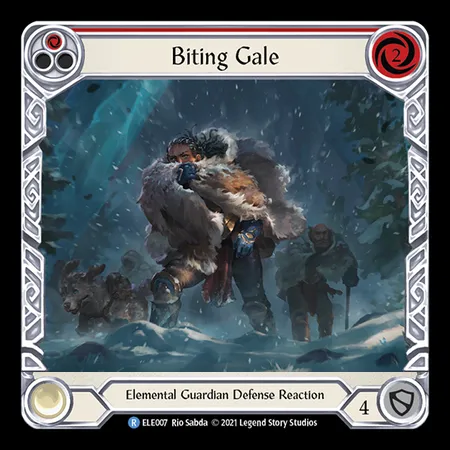 Biting Gale
2
Elemental Guardian Defense Reaction
4
R ELE007 Rio Sabda © 2021 Legend Story Studios